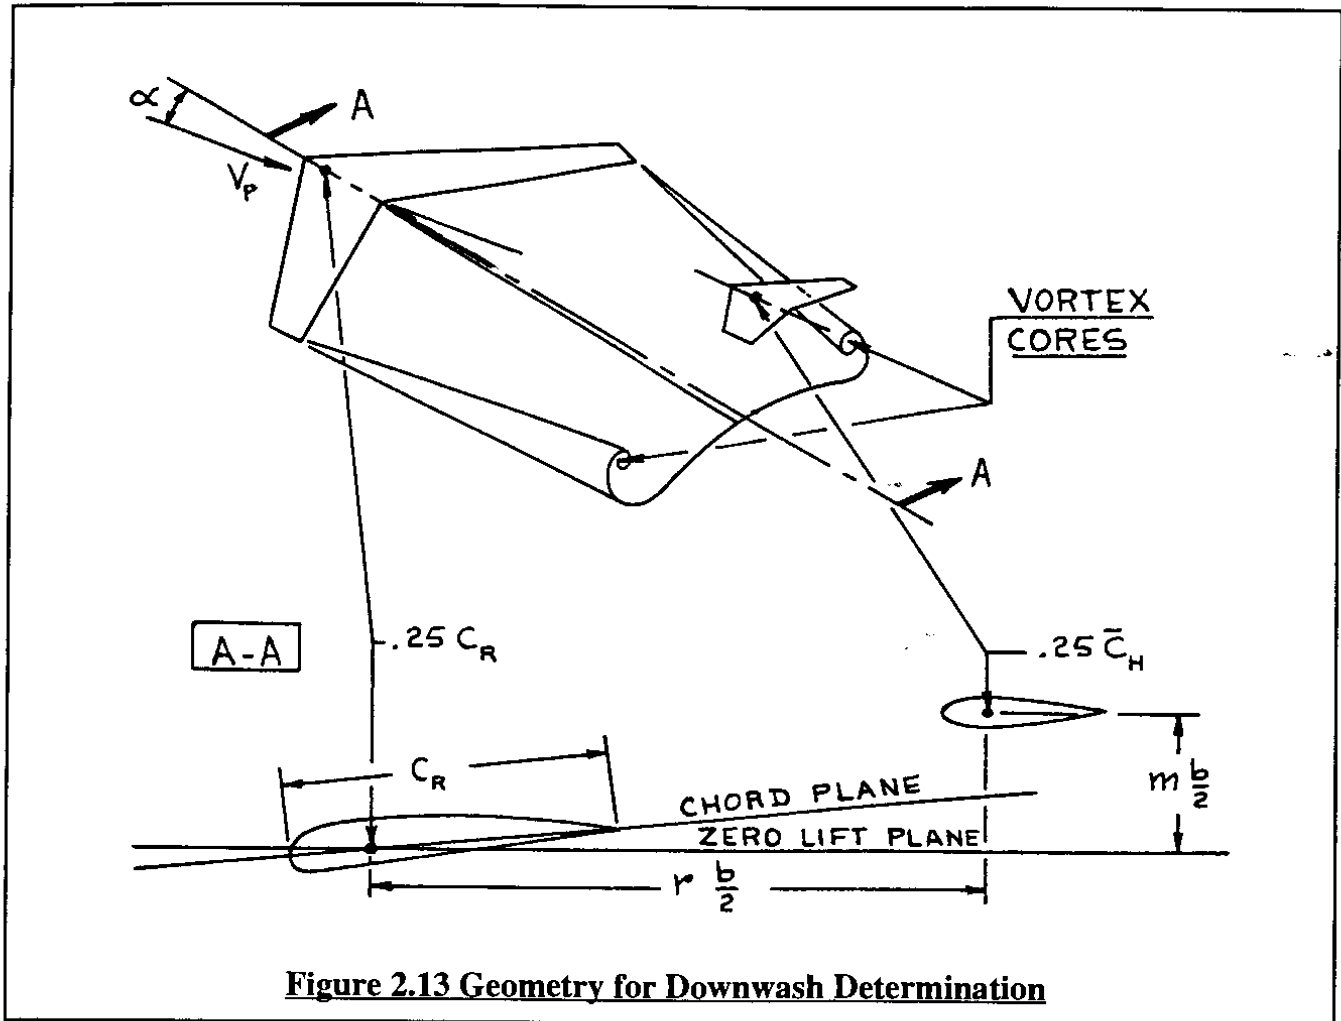 α
A
V_P
VORTEX
CORES
A
A-A
.25 C_R
.25 C̄_H
C_R
CHORD PLANE
ZERO LIFT PLANE
m b/2
r b/2
Figure 2.13 Geometry for Downwash Determination